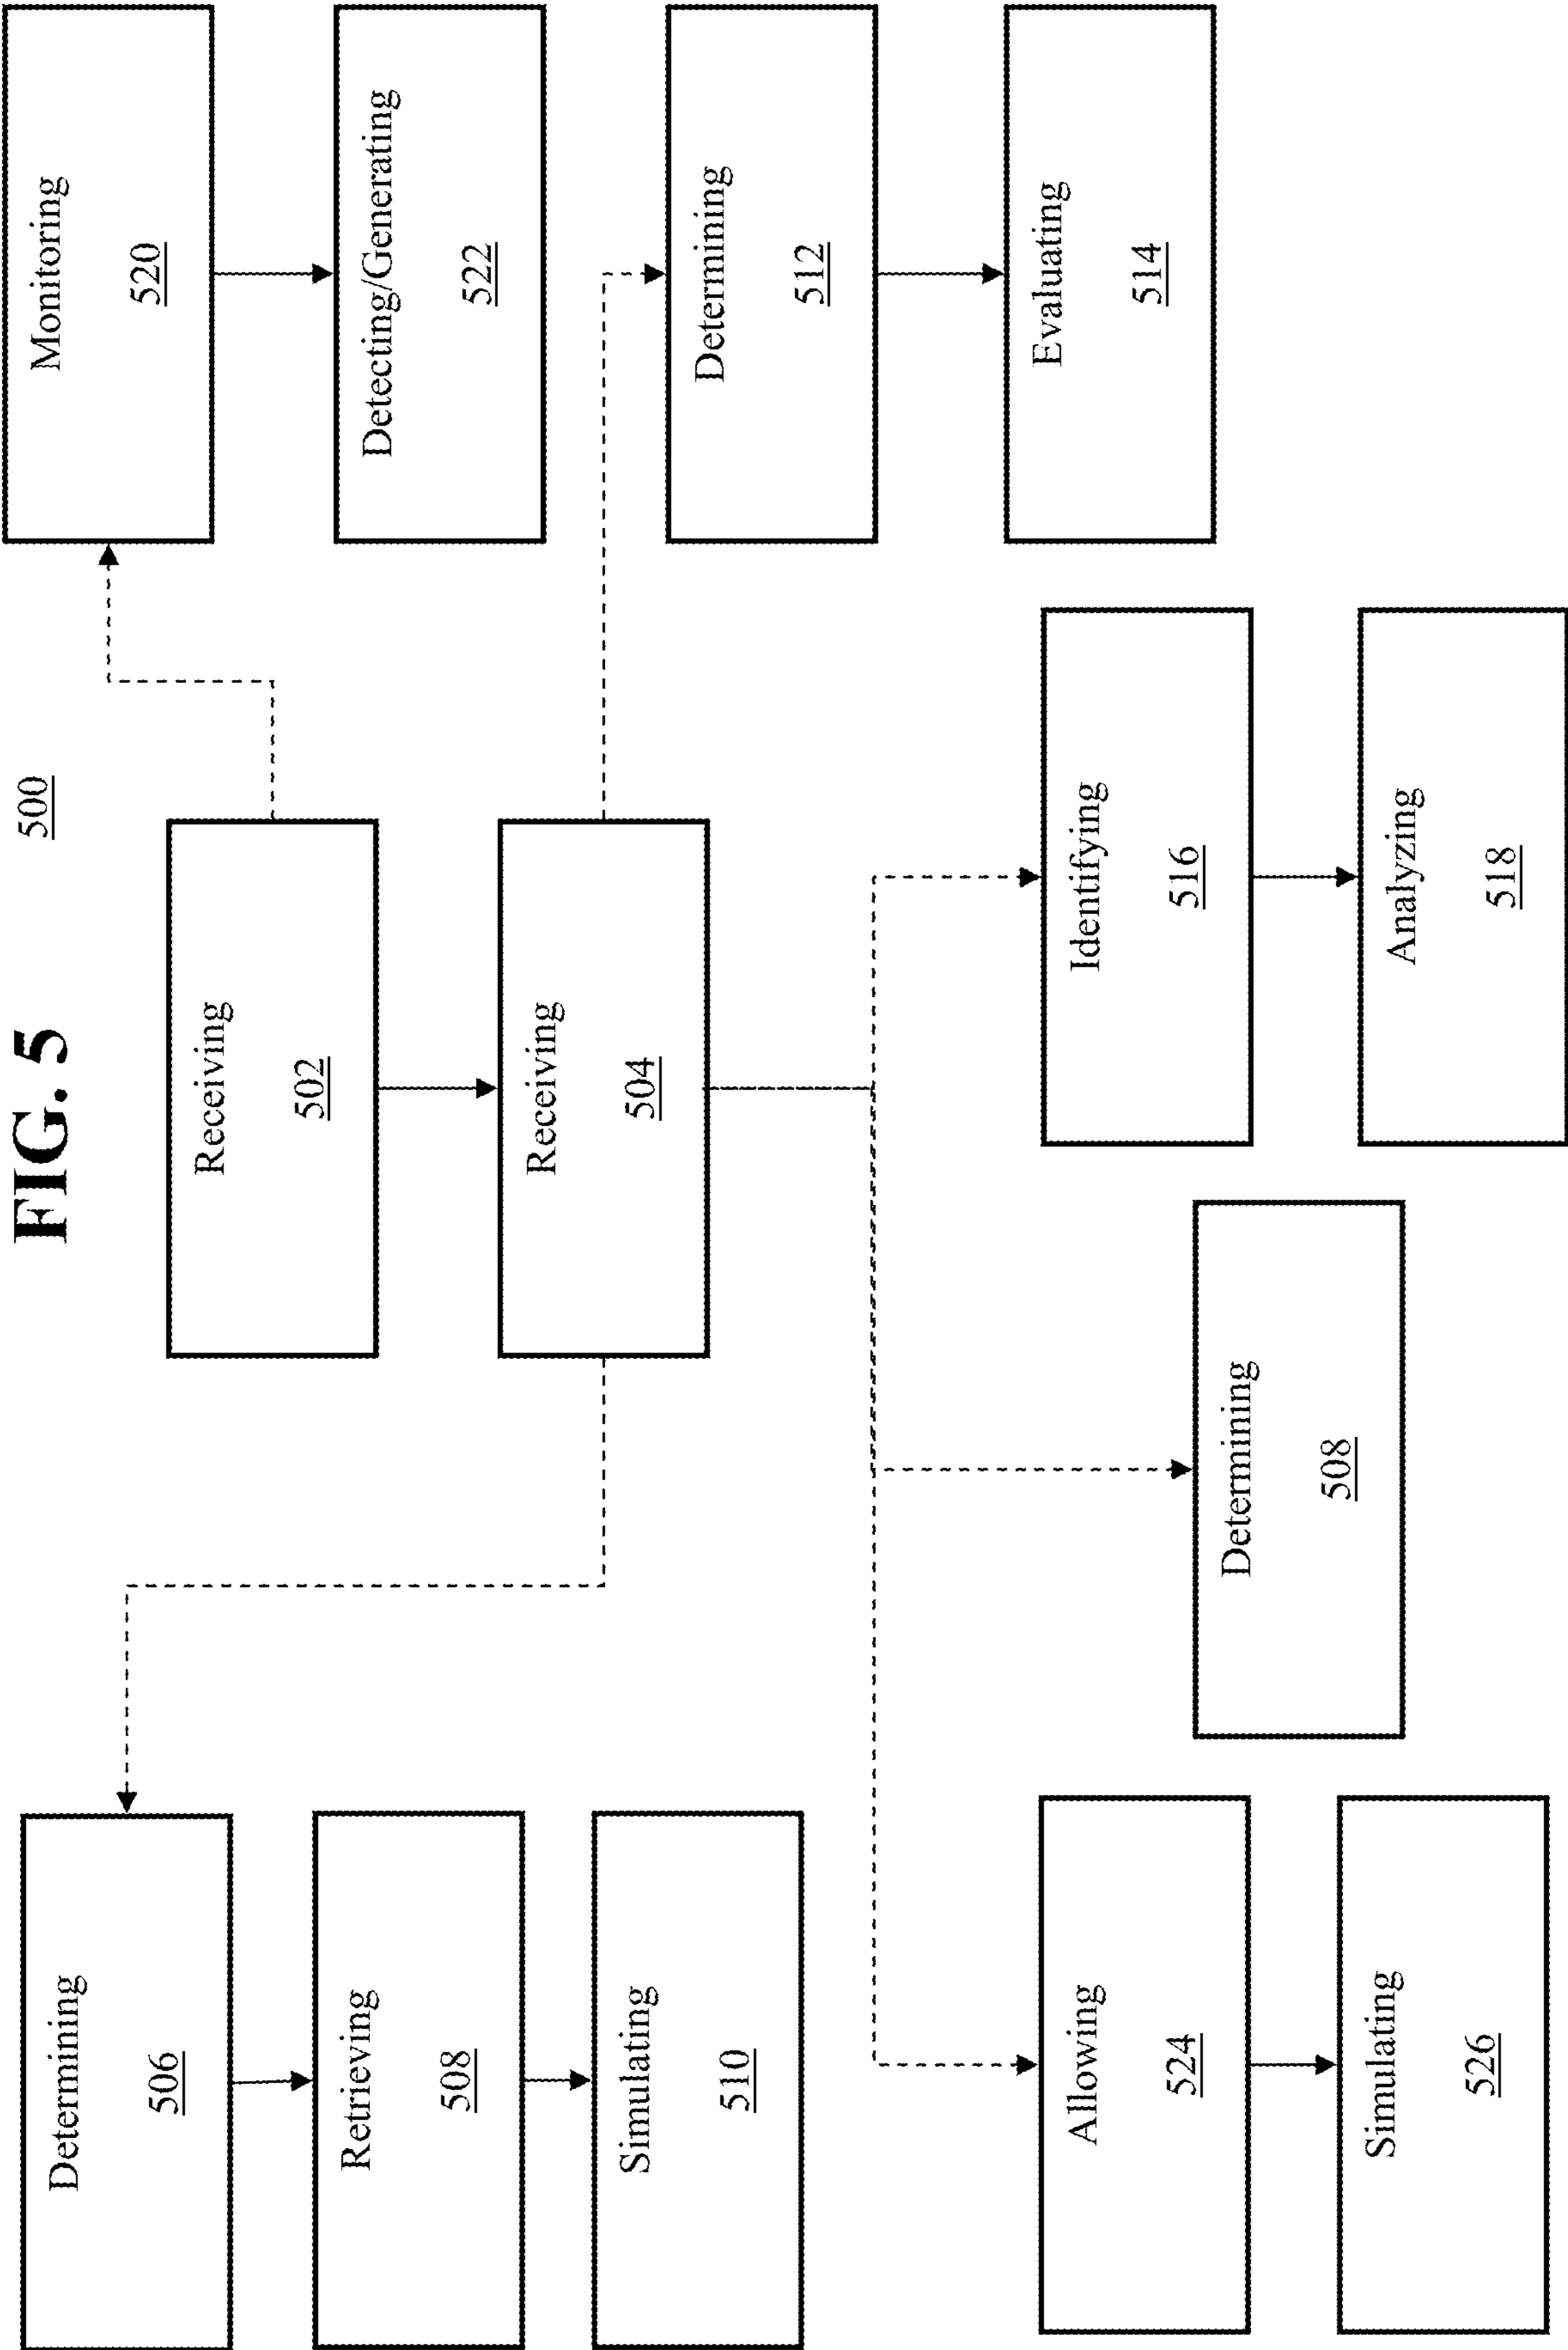 FIG. 5
500
Receiving
502
Receiving
504
Determining
506
Retrieving
508
Simulating
510
Monitoring
520
Detecting/Generating
522
Determining
512
Evaluating
514
Allowing
524
Simulating
526
Determining
508
Identifying
516
Analyzing
518